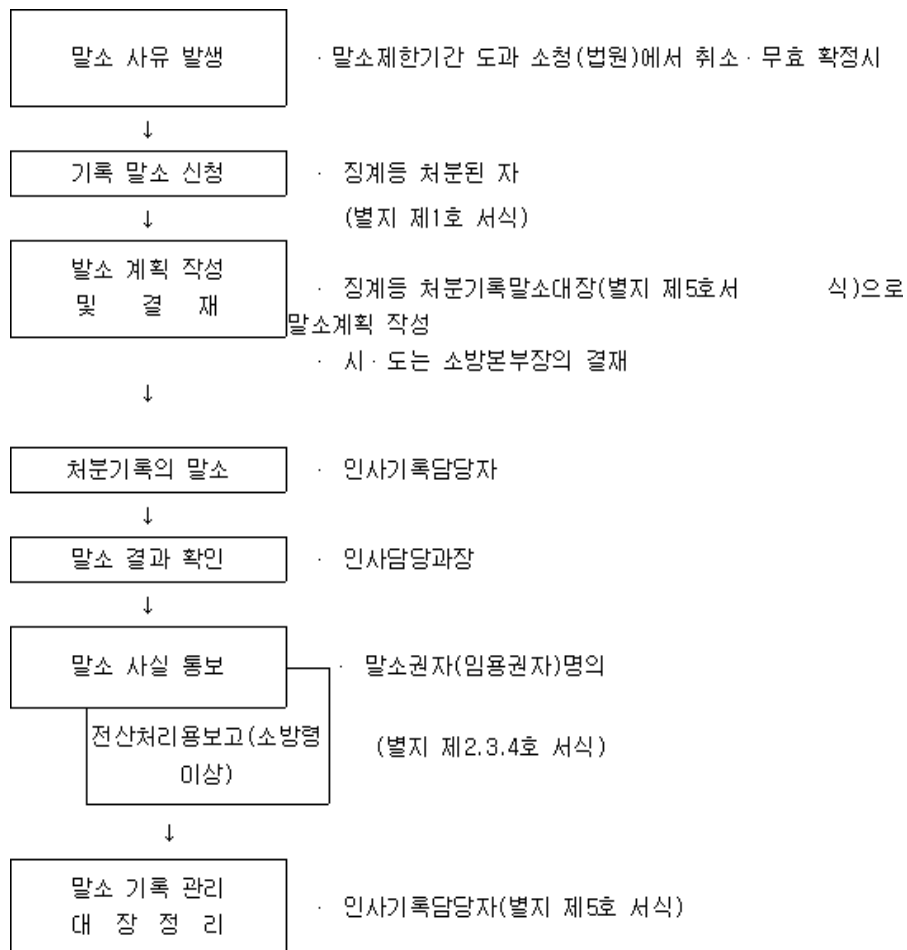 말소 사유 발생 · 말소제한기간 도과 소청(법원)에서 취소 · 무효 확정시
↓
기록 말소 신청 · 징계등 처분된 자
↓ (별지 제1호 서식)
발소 계획 작성
및 결 재 · 징계등 처분기록말소대장(별지 제5호서 식)으로
말소계획 작성
· 시 · 도는 소방본부장의 결재
↓
처분기록의 말소 · 인사기록담당자
↓
말소 결과 확인 · 인사담당과장
↓
말소 사실 통보 · 말소권자(임용권자)명의
전산처리용보고(소방령
이상) (별지 제2.3.4호 서식)
↓
말소 기록 관리
대 장 정 리 · 인사기록담당자(별지 제5호 서식)